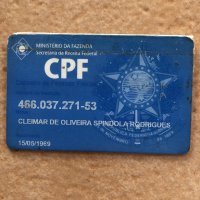 MINISTÉRIO DA FAZENDA
Secretaria da Receita Federal
CPF
466.037.271-53
CLEIMAR DE OLIVEIRA SPINDOLA RODRIGUES
15/05/1969